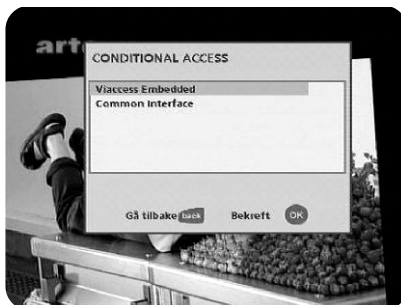 arte
CONDITIONAL ACCESS
Viaccess Embedded
Common Interface
Gå tilbake back Bekreft OK